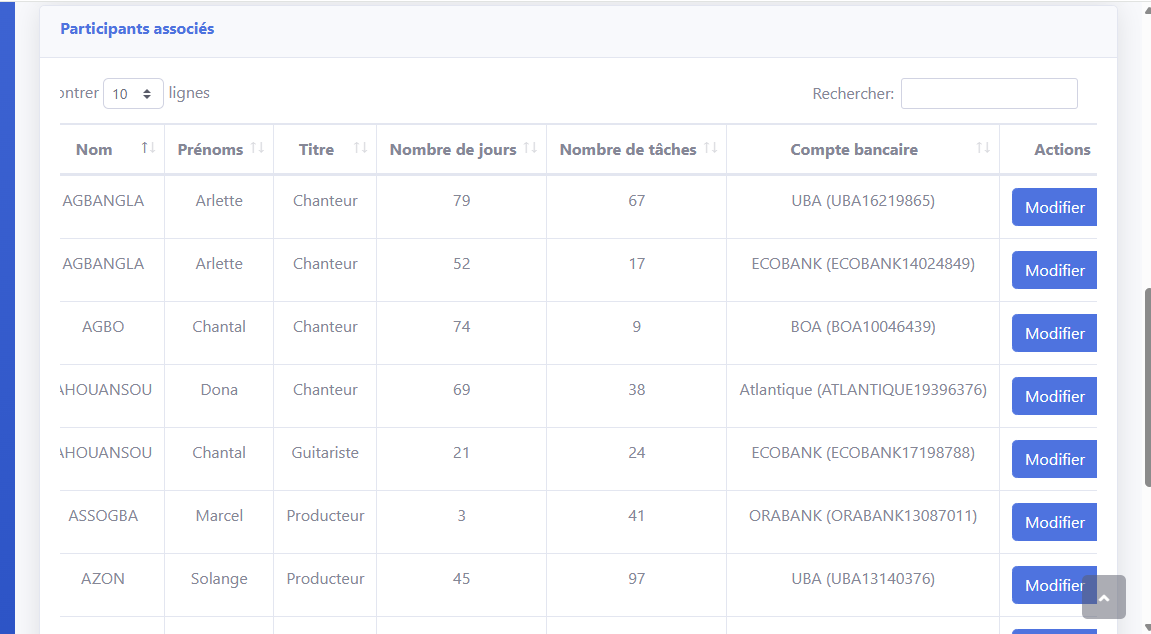 Participants associés
ontrer 10 lignes Rechercher:
Nom Prénoms Titre Nombre de jours Nombre de tâches Compte bancaire Actions
AGBANGLA Arlette Chanteur 79 67 UBA (UBA16219865) Modifier
AGBANGLA Arlette Chanteur 52 17 ECOBANK (ECOBANK14024849) Modifier
AGBO Chantal Chanteur 74 9 BOA (BOA10046439) Modifier
AHOUANSOU Dona Chanteur 69 38 Atlantique (ATLANTIQUE19396376) Modifier
AHOUANSOU Chantal Guitariste 21 24 ECOBANK (ECOBANK17198788) Modifier
ASSOGBA Marcel Producteur 3 41 ORABANK (ORABANK13087011) Modifier
AZON Solange Producteur 45 97 UBA (UBA13140376) Modifier